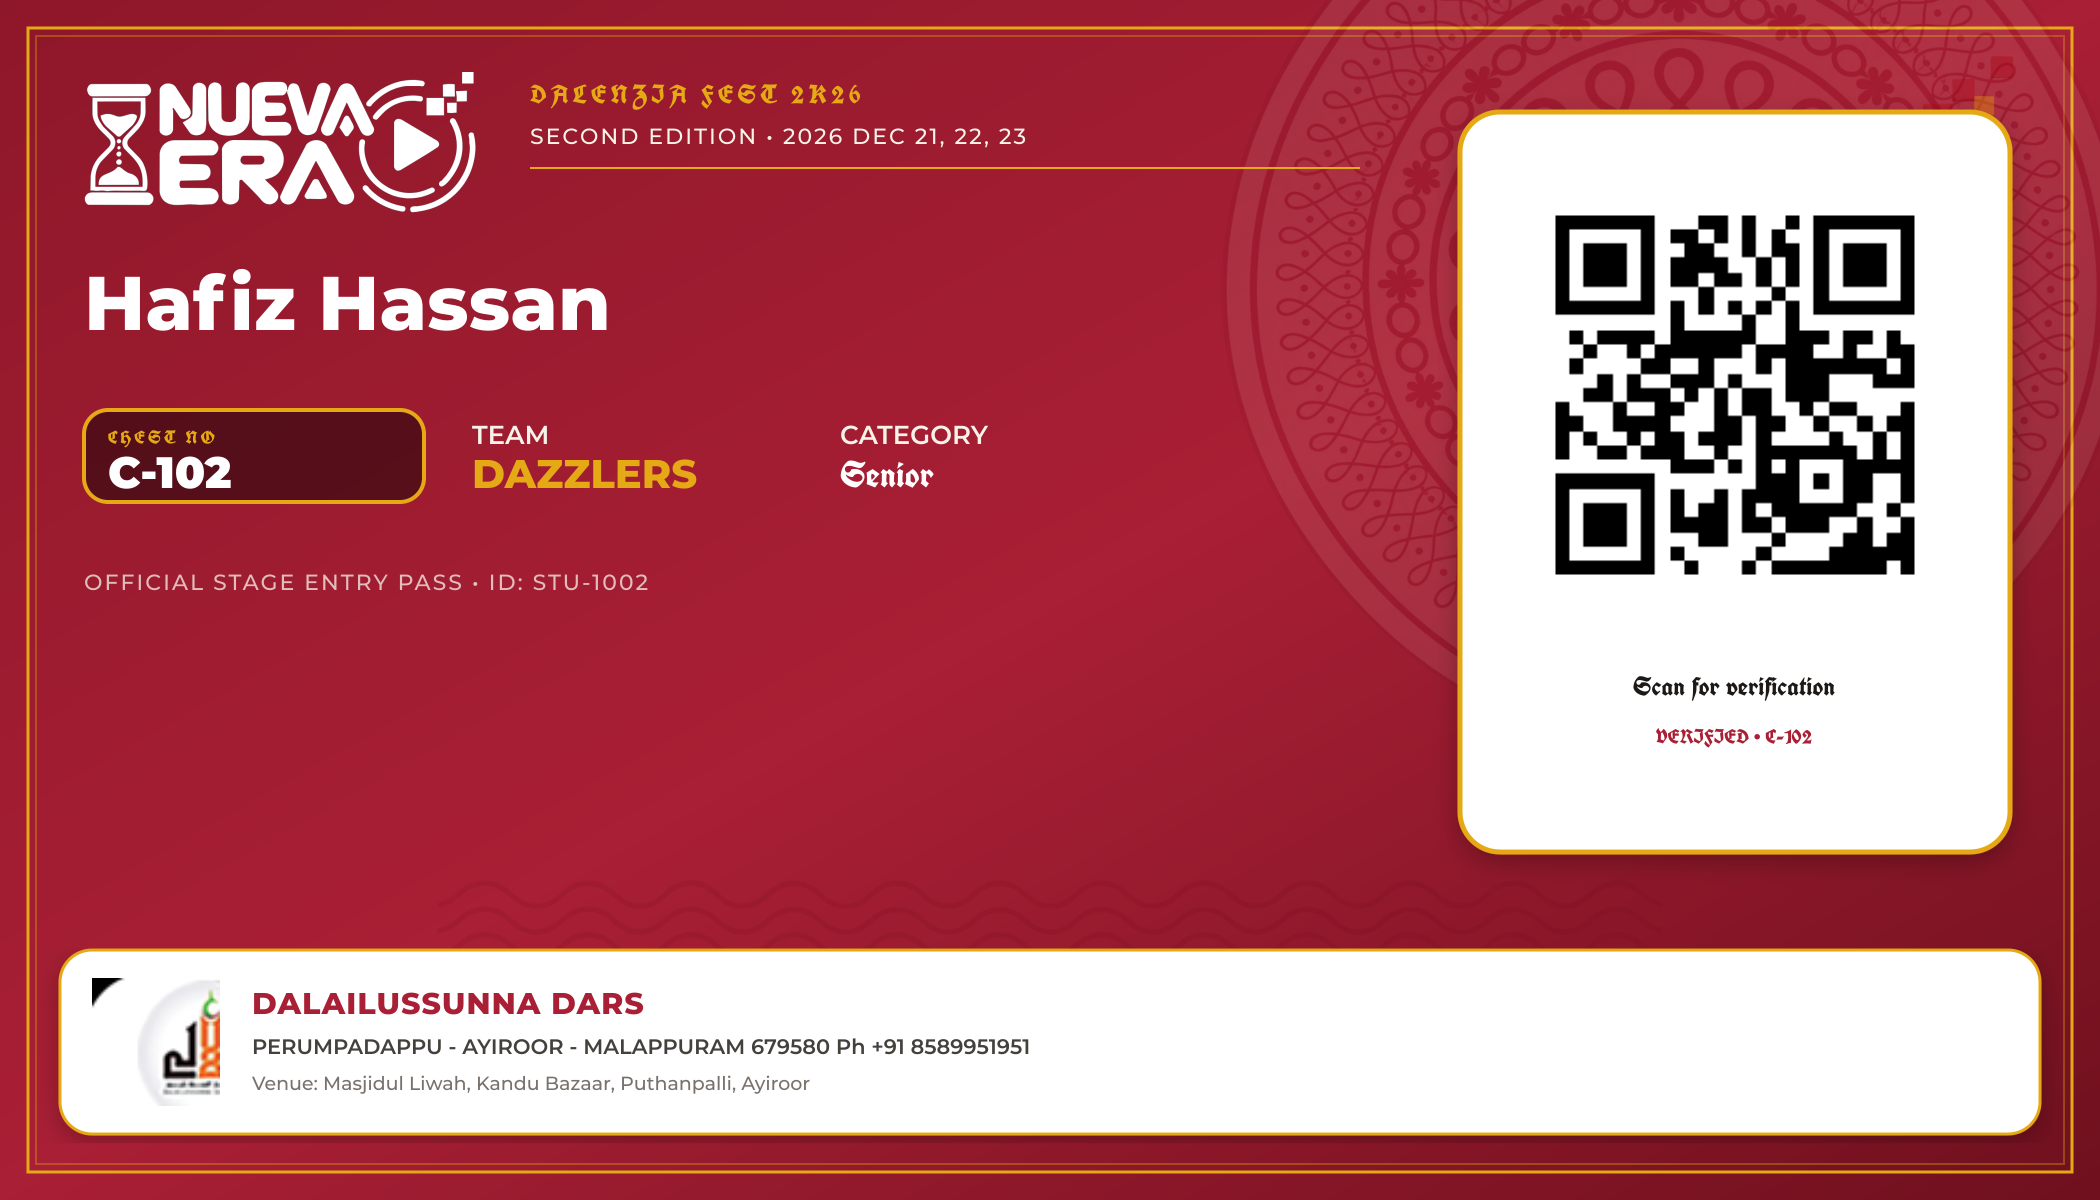 NUEVA
ERA
DALENZIA FEST 2K26
SECOND EDITION • 2026 DEC 21, 22, 23
Hafiz Hassan
CHEST NO
C-102
TEAM
DAZZLERS
CATEGORY
Senior
OFFICIAL STAGE ENTRY PASS • ID: STU-1002
Scan for verification
VERIFIED • C-102
DALAILUSSUNNA DARS
PERUMPADAPPU - AYIROOR - MALAPPURAM 679580 Ph +91 8589951951
Venue: Masjidul Liwah, Kandu Bazaar, Puthanpalli, Ayiroor